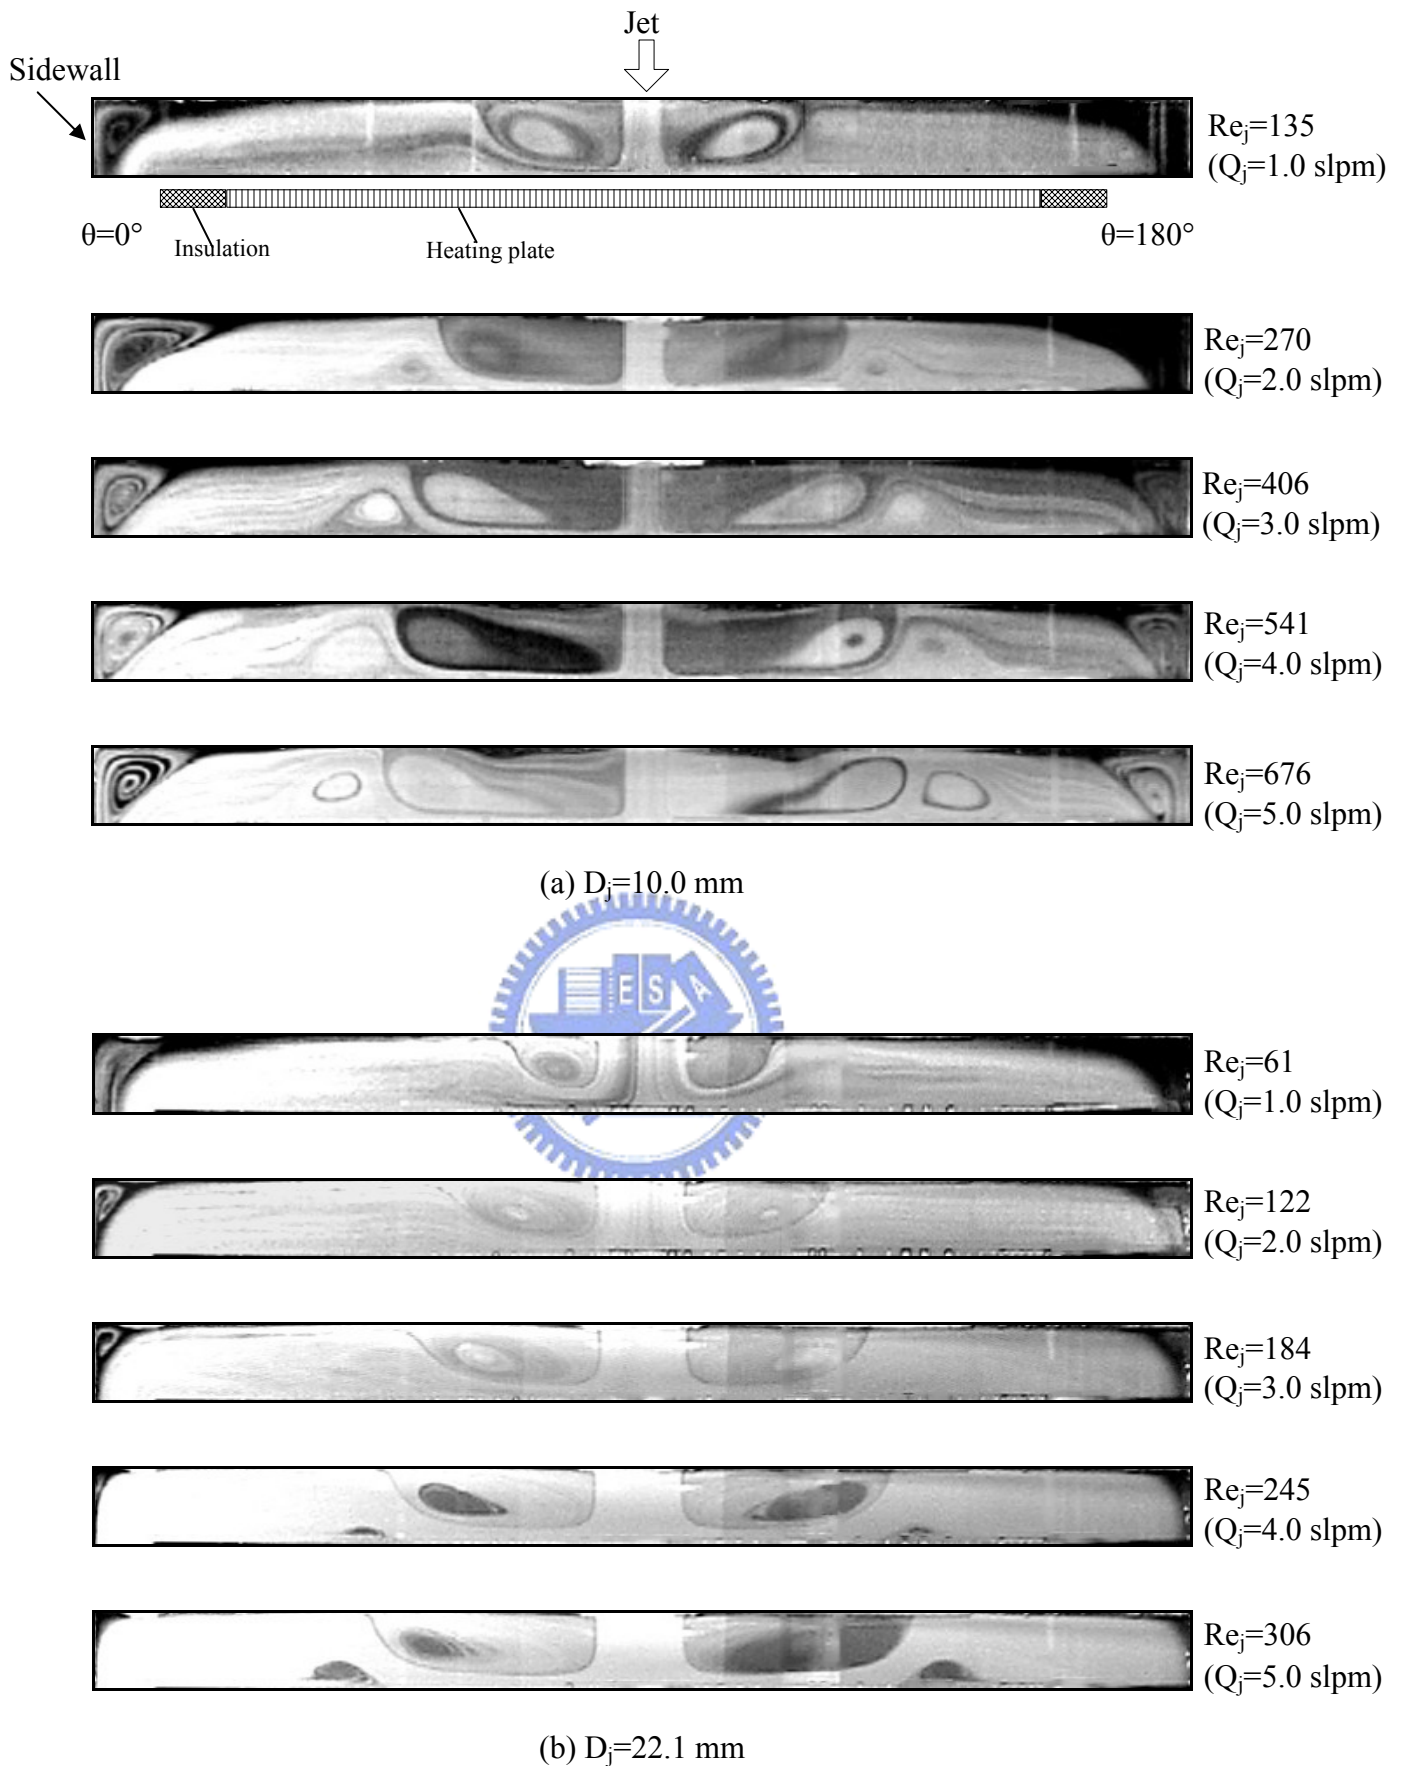 Jet
Sidewall
Reⱼ=135
(Qⱼ=1.0 slpm)
θ=0°
Insulation
Heating plate
θ=180°
Reⱼ=270
(Qⱼ=2.0 slpm)
Reⱼ=406
(Qⱼ=3.0 slpm)
Reⱼ=541
(Qⱼ=4.0 slpm)
Reⱼ=676
(Qⱼ=5.0 slpm)
(a) Dⱼ=10.0 mm
E S A
Reⱼ=61
(Qⱼ=1.0 slpm)
Reⱼ=122
(Qⱼ=2.0 slpm)
Reⱼ=184
(Qⱼ=3.0 slpm)
Reⱼ=245
(Qⱼ=4.0 slpm)
Reⱼ=306
(Qⱼ=5.0 slpm)
(b) Dⱼ=22.1 mm